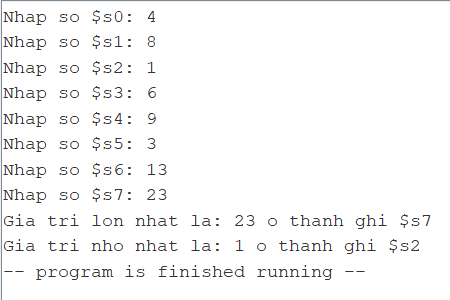 Nhap so $s0: 4
Nhap so $s1: 8
Nhap so $s2: 1
Nhap so $s3: 6
Nhap so $s4: 9
Nhap so $s5: 3
Nhap so $s6: 13
Nhap so $s7: 23
Gia tri lon nhat la: 23 o thanh ghi $s7
Gia tri nho nhat la: 1 o thanh ghi $s2
-- program is finished running --